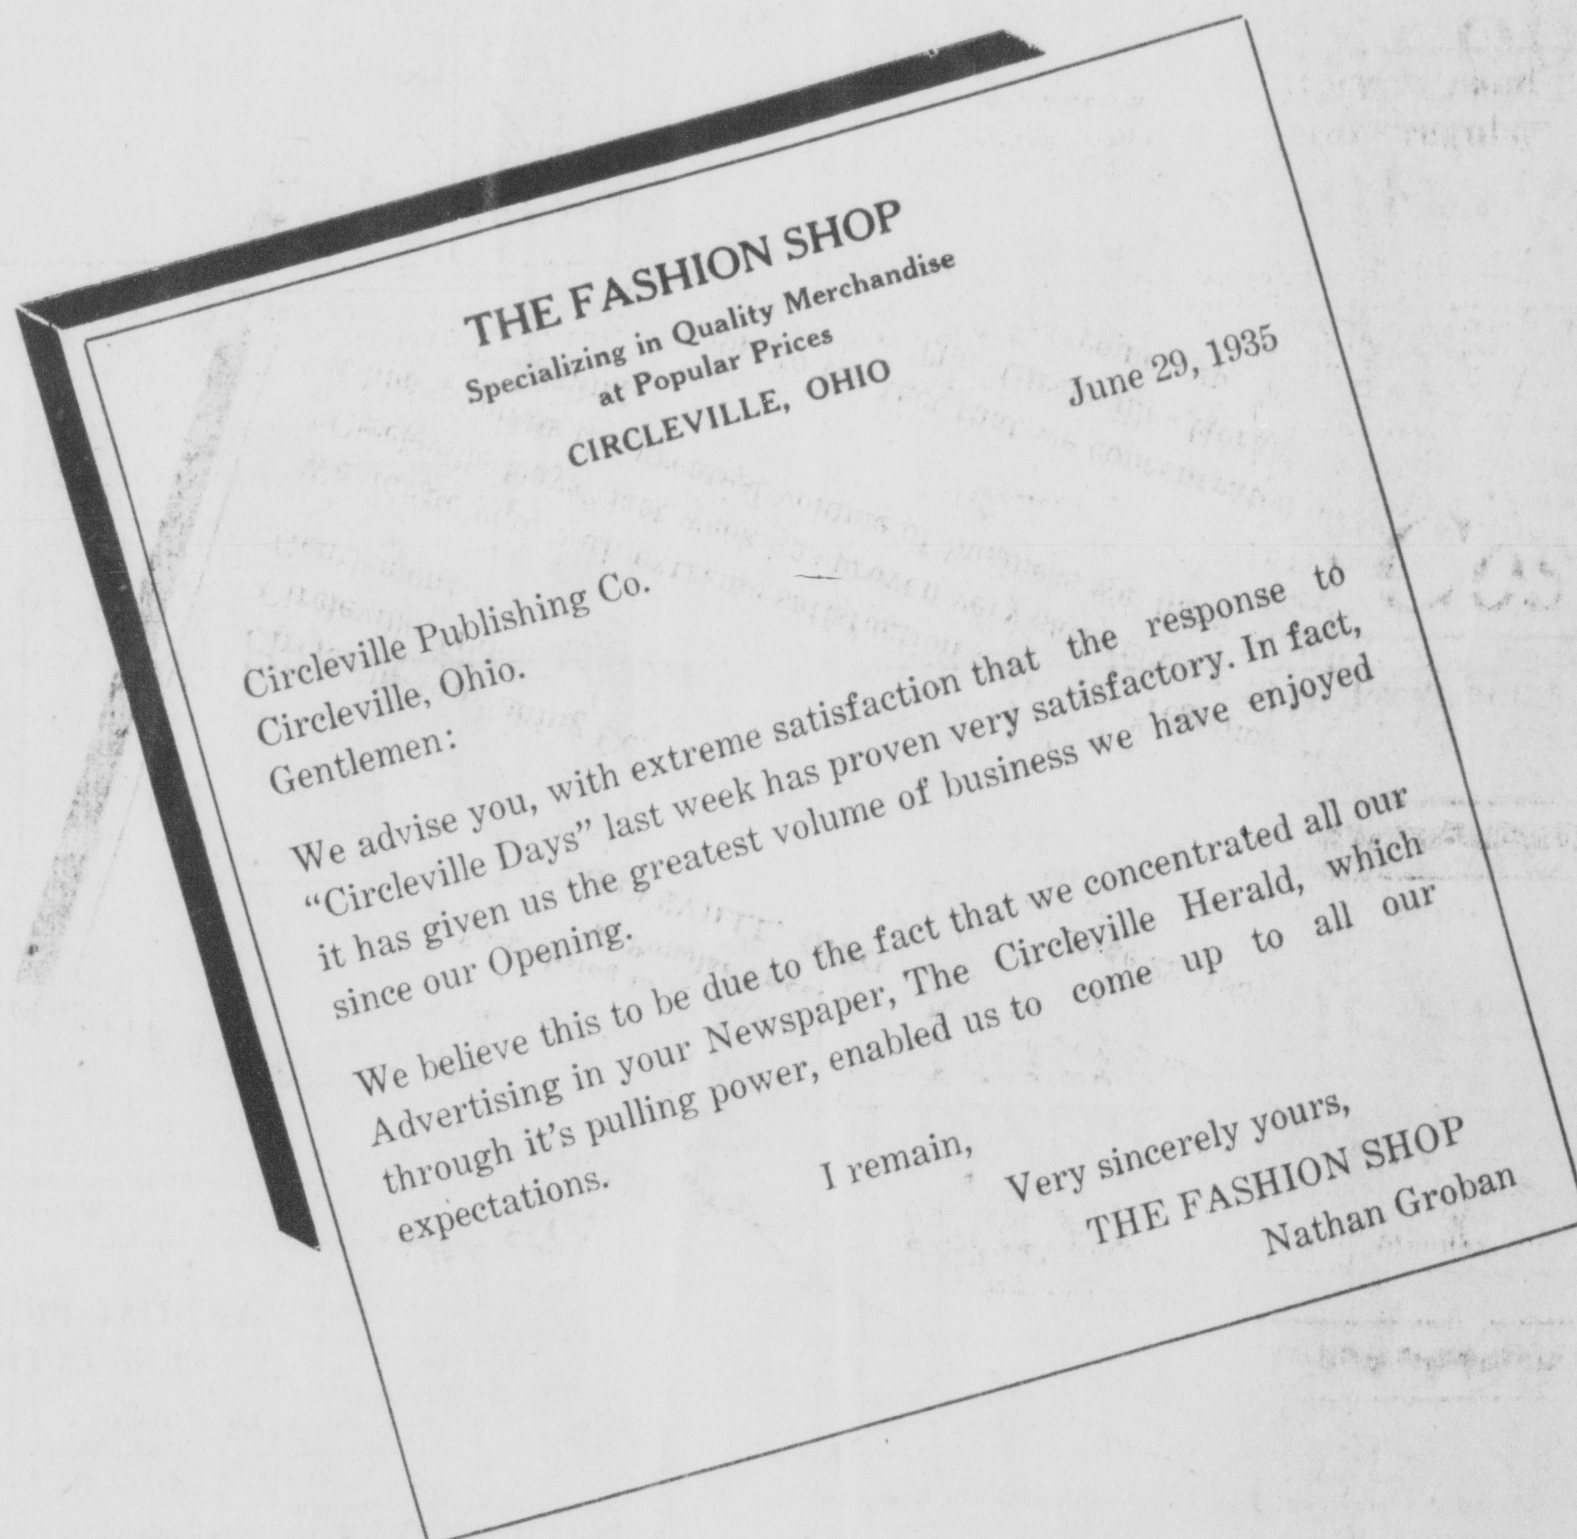 THE FASHION SHOP
Specializing in Quality Merchandise
at Popular Prices
CIRCLEVILLE, OHIO
June 29, 1935
Circleville Publishing Co.
Circleville, Ohio.
Gentlemen:
We advise you, with extreme satisfaction that the response to
“Circleville Days” last week has proven very satisfactory. In fact,
it has given us the greatest volume of business we have enjoyed
since our Opening.
We believe this to be due to the fact that we concentrated all our
Advertising in your Newspaper, The Circleville Herald, which
through it's pulling power, enabled us to come up to all our
expectations.
I remain,
Very sincerely yours,
THE FASHION SHOP
Nathan Groban